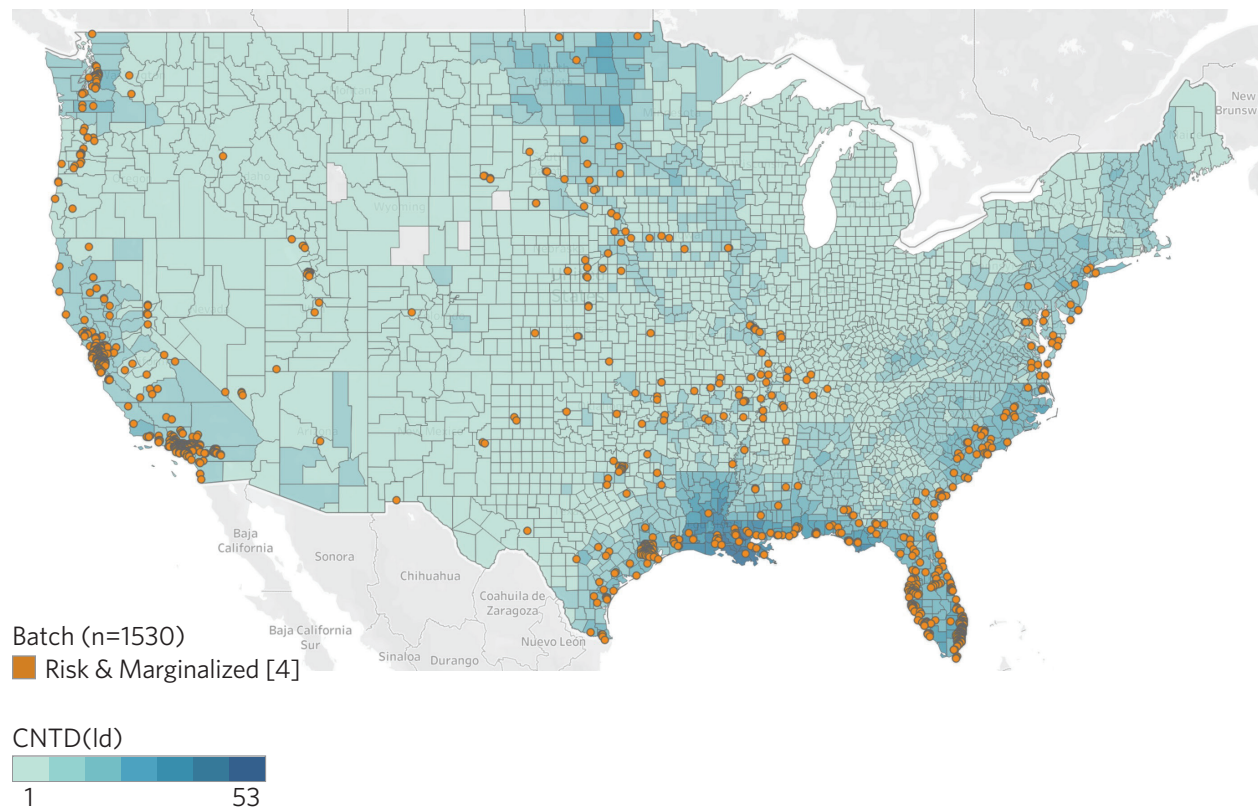 New
Brunsw
Wyoming
Baja
California
Sonora
Chihuahua
Coahuila de
Zaragoza
Baja California
Sur
Nuevo León
Sinaloa
Durango
Batch (n=1530)
Risk & Marginalized [4]
CNTD(Id)
1
53